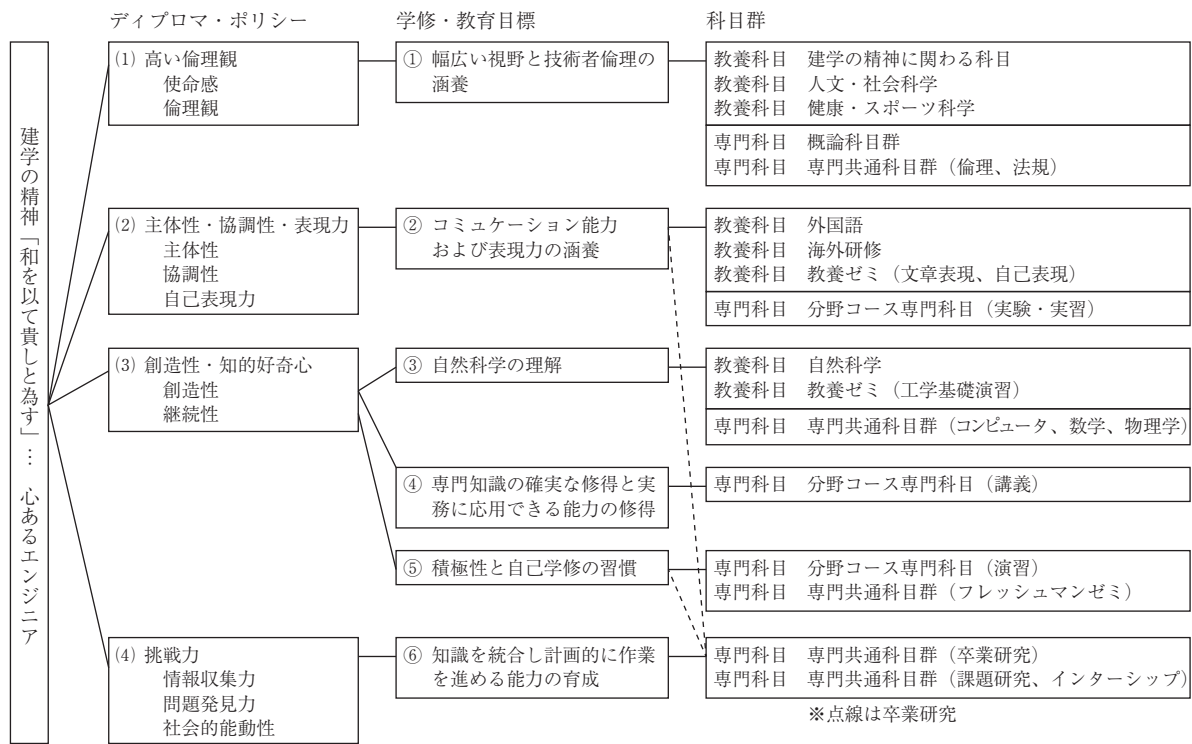 ディプロマ・ポリシー
学修・教育目標
科目群
建学の精神「和を以て貴しと為す」… 心あるエンジニア
(1) 高い倫理観
使命感
倫理観
① 幅広い視野と技術者倫理の
涵養
教養科目 建学の精神に関わる科目
教養科目 人文・社会科学
教養科目 健康・スポーツ科学
専門科目 概論科目群
専門科目 専門共通科目群（倫理、法規）
(2) 主体性・協調性・表現力
主体性
協調性
自己表現力
② コミュケーション能力
および表現力の涵養
教養科目 外国語
教養科目 海外研修
教養科目 教養ゼミ（文章表現、自己表現）
専門科目 分野コース専門科目（実験・実習）
(3) 創造性・知的好奇心
創造性
継続性
③ 自然科学の理解
教養科目 自然科学
教養科目 教養ゼミ（工学基礎演習）
専門科目 専門共通科目群（コンピュータ、数学、物理学）
④ 専門知識の確実な修得と実
務に応用できる能力の修得
専門科目 分野コース専門科目（講義）
⑤ 積極性と自己学修の習慣
専門科目 分野コース専門科目（演習）
専門科目 専門共通科目群（フレッシュマンゼミ）
(4) 挑戦力
情報収集力
問題発見力
社会的能動性
⑥ 知識を統合し計画的に作業
を進める能力の育成
専門科目 専門共通科目群（卒業研究）
専門科目 専門共通科目群（課題研究、インターシップ）
※点線は卒業研究